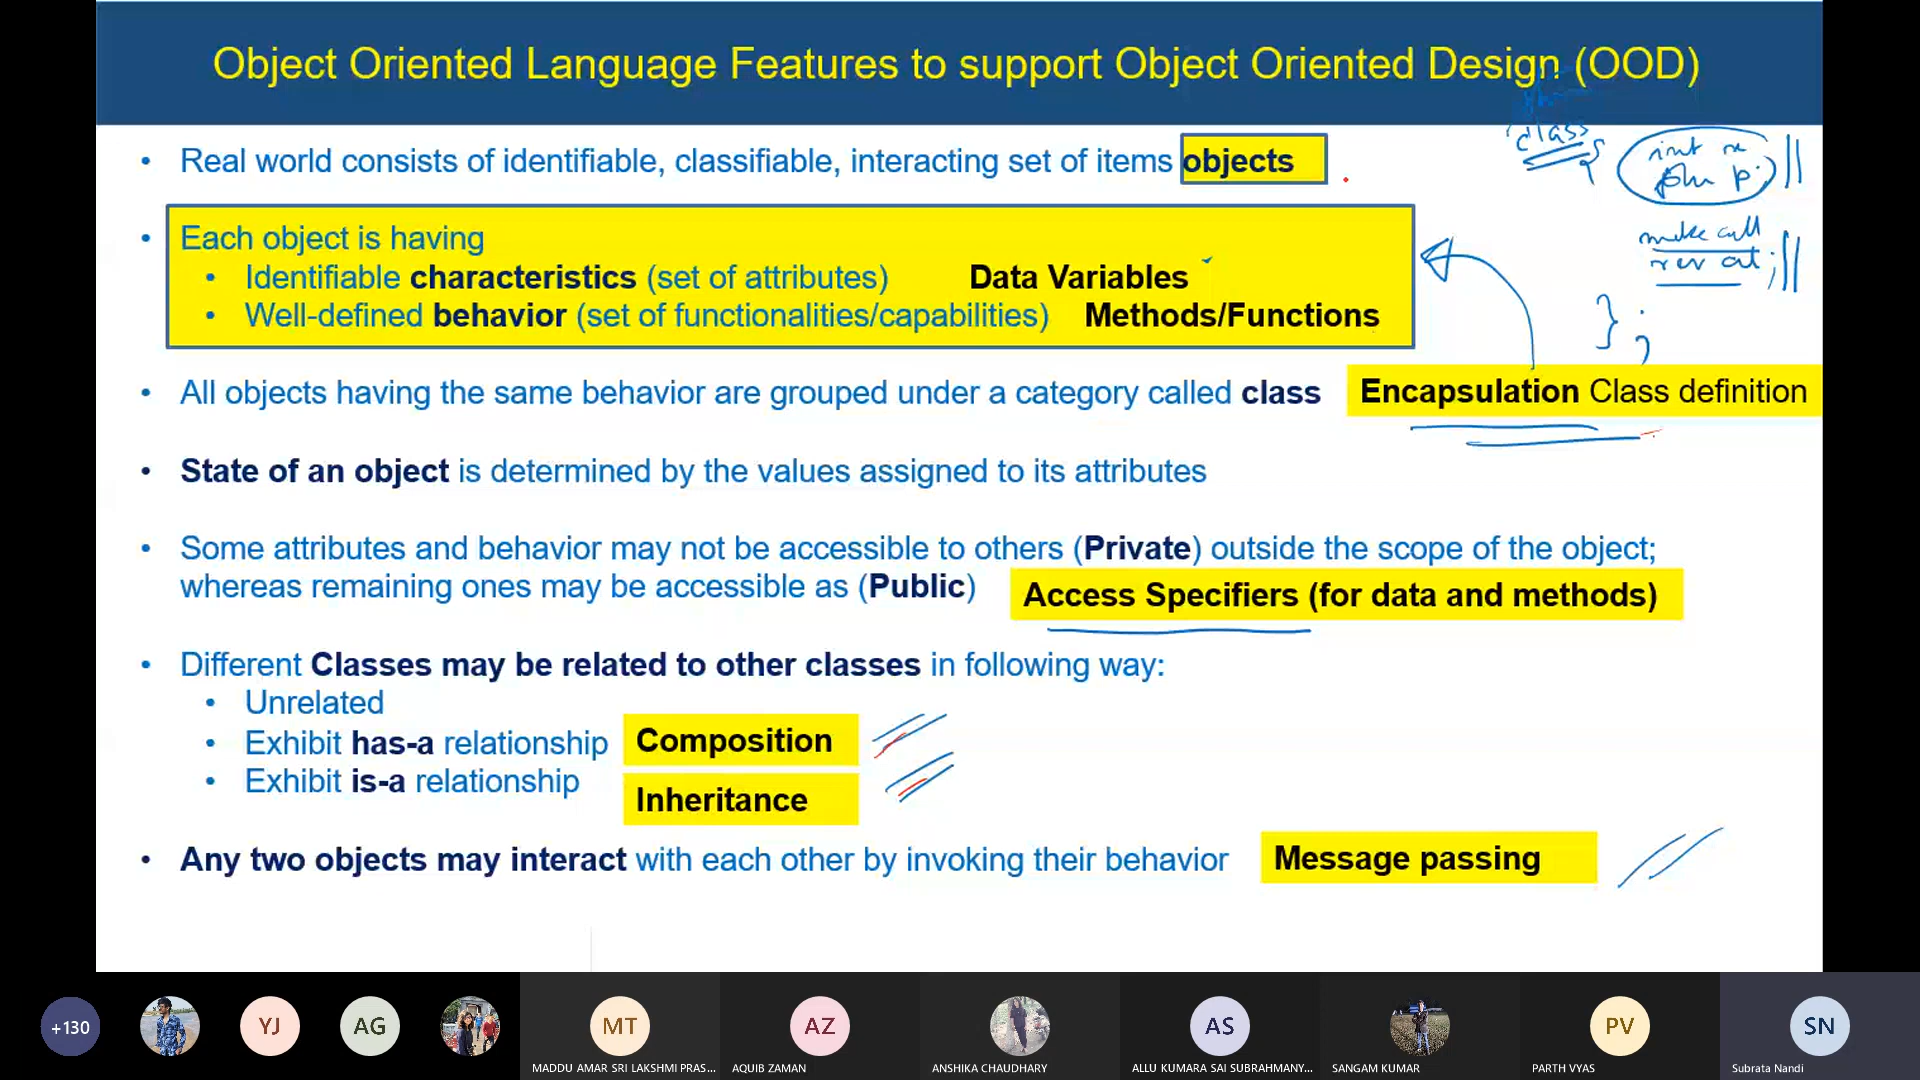 Object Oriented Language Features to support Object Oriented Design (OOD)
• Real world consists of identifiable, classifiable, interacting set of items objects
class {
int x
p;
• Each object is having
• Identifiable characteristics (set of attributes) Data Variables
• Well-defined behavior (set of functionalities/capabilities) Methods/Functions
make call
};
• All objects having the same behavior are grouped under a category called class Encapsulation Class definition
• State of an object is determined by the values assigned to its attributes
• Some attributes and behavior may not be accessible to others (Private) outside the scope of the object;
whereas remaining ones may be accessible as (Public) Access Specifiers (for data and methods)
• Different Classes may be related to other classes in following way:
• Unrelated
• Exhibit has-a relationship Composition
• Exhibit is-a relationship Inheritance
• Any two objects may interact with each other by invoking their behavior Message passing
+130 YJ AG MT AZ AS PV SN
MADDU AMAR SRI LAKSHMI PRAS... AQUIB ZAMAN ANSHIKA CHAUDHARY ALLU KUMARA SAI SUBRAHMANY... SANGAM KUMAR PARTH VYAS Subrata Nandi